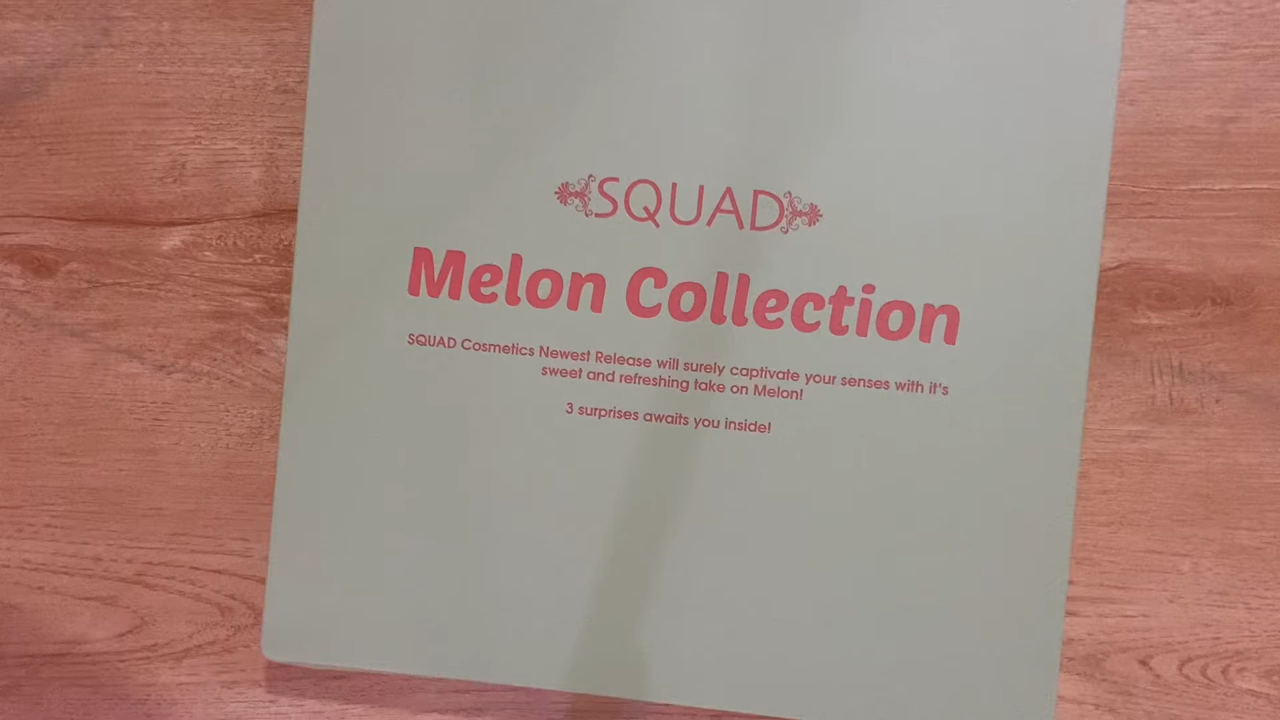 SQUAD
Melon Collection
SQUAD Cosmetics Newest Release will surely captivate your senses with it's
sweet and refreshing take on Melon!
3 surprises awaits you inside!